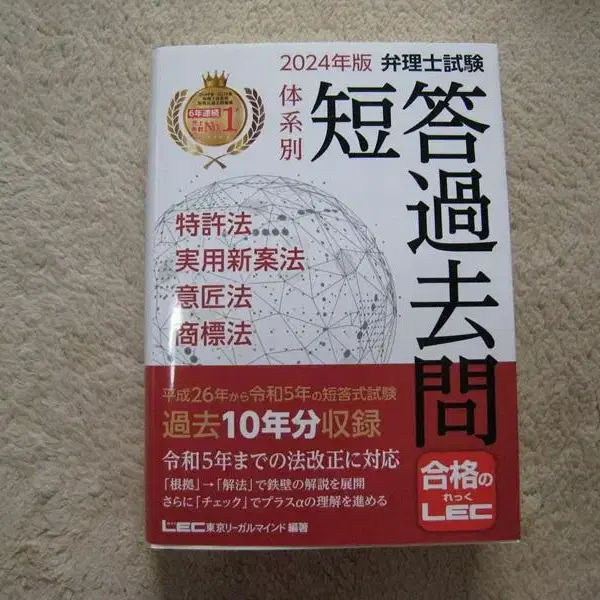 2024年版 弁理士試験
体系別
短答過去問
6年連続
売上
No.1
特許法
実用新案法
意匠法
商標法
平成26年から令和5年の短答式試験
過去10年分収録
令和5年までの法改正に対応
「根拠」→「解法」で鉄壁の解説を展開
さらに「チェック」でプラスαの理解を進める
合格の
れっく
LEC
LEC東京リーガルマインド 編著